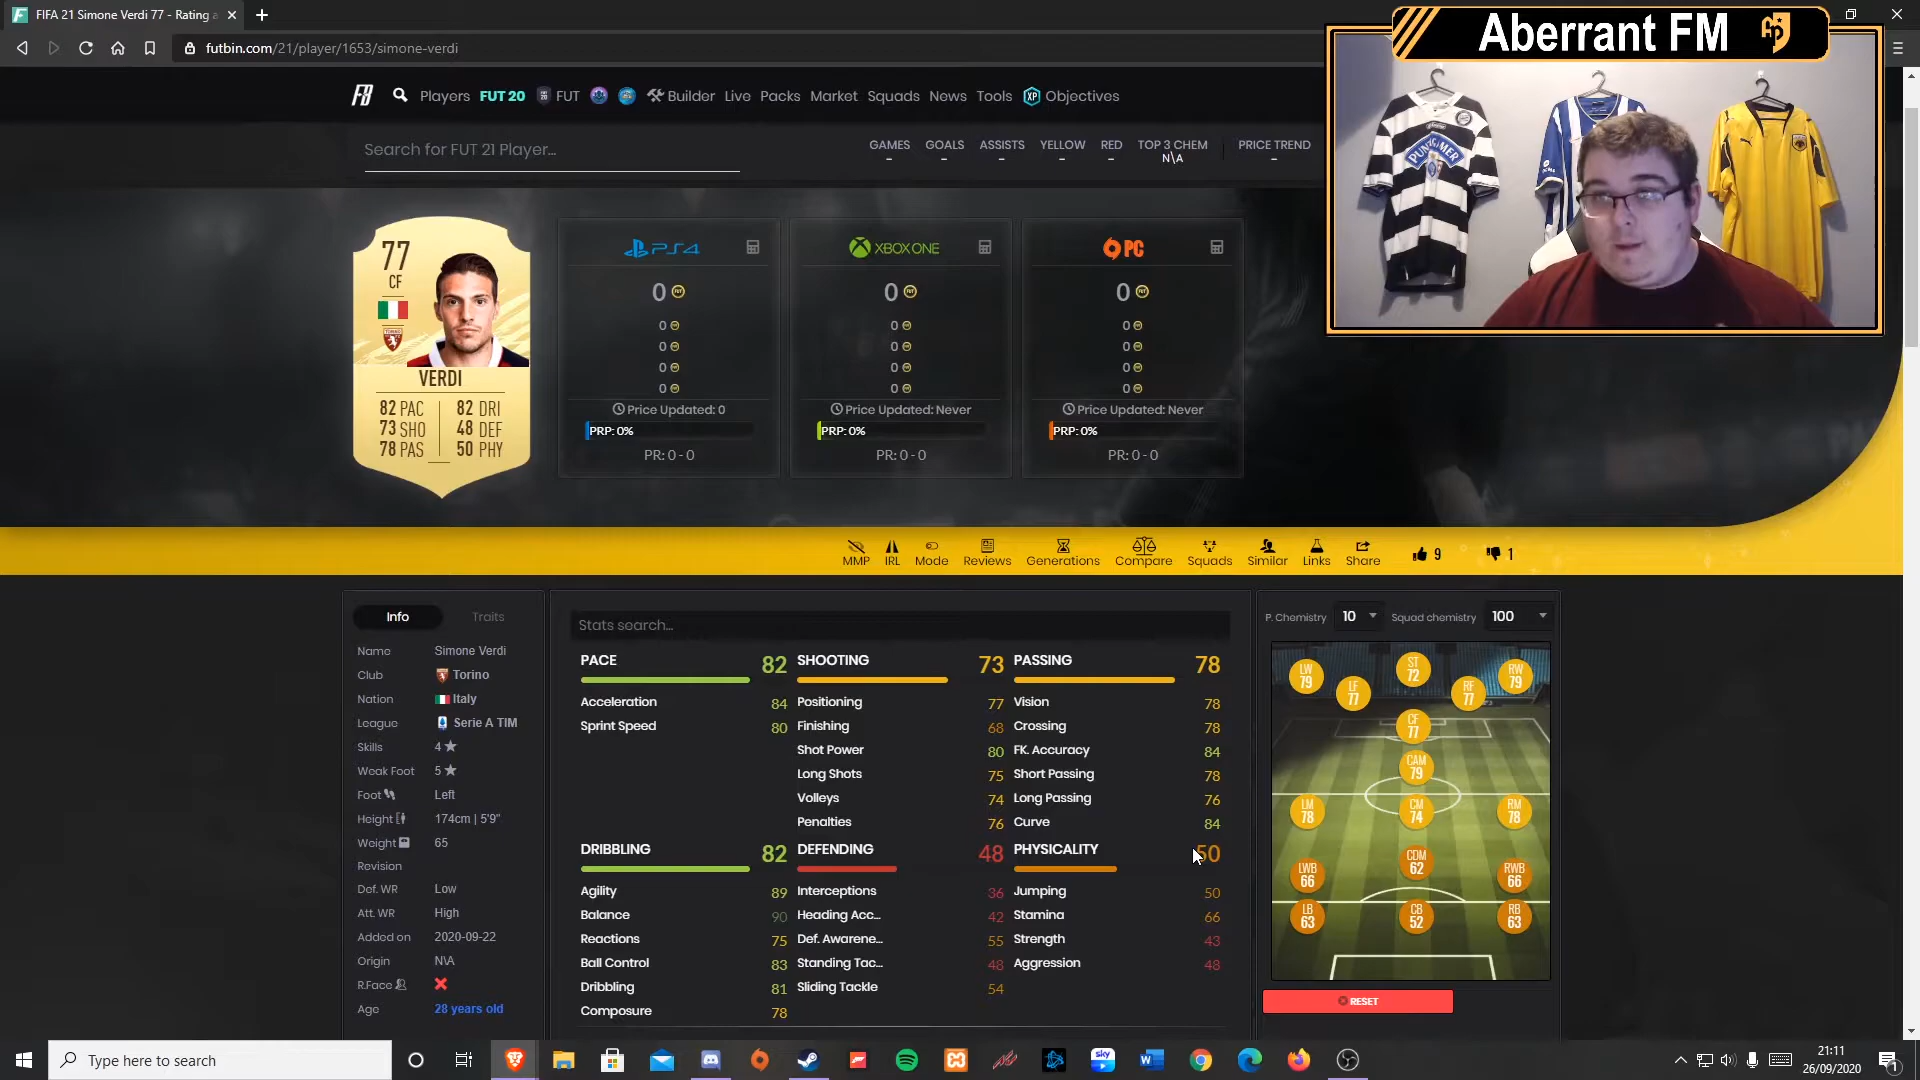 FIFA 21 Simone Verdi 77 - Rating a
futbin.com/21/player/1653/simone-verdi
Aberrant FM
Players FUT 20 FUT Builder Live Packs Market Squads News Tools XP Objectives
Search for FUT 21 Player...
GAMES GOALS ASSISTS YELLOW RED TOP 3 CHEM PRICE TREND
- - - - - N\A -
PUNTIGAMER
77
CF
VERDI
82 PAC 82 DRI
73 SHO 48 DEF
78 PAS 50 PHY
PS4 XBOX ONE PC
0 0 0
0 0 0
0 0 0
0 0 0
0 0 0
Price Updated: 0 Price Updated: Never Price Updated: Never
PRP: 0% PRP: 0% PRP: 0%
PR: 0 - 0 PR: 0 - 0 PR: 0 - 0
MMP IRL Mode Reviews Generations Compare Squads Similar Links Share 9 1
Info Traits
Name Simone Verdi
Club Torino
Nation Italy
League Serie A TIM
Skills 4
Weak Foot 5
Foot Left
Height 174cm | 5'9"
Weight 65
Revision
Def. WR Low
Att. WR High
Added on 2020-09-22
Origin N\A
R.Face
Age 28 years old
Stats search...
PACE 82
Acceleration 84
Sprint Speed 80
SHOOTING 73
Positioning 77
Finishing 68
Shot Power 80
Long Shots 75
Volleys 74
Penalties 76
PASSING 78
Vision 78
Crossing 78
FK. Accuracy 84
Short Passing 78
Long Passing 76
Curve 84
DRIBBLING 82
Agility 89
Balance 90
Reactions 75
Ball Control 83
Dribbling 81
Composure 78
DEFENDING 48
Interceptions 36
Heading Acc... 42
Def. Awarene... 55
Standing Tac... 48
Sliding Tackle 54
PHYSICALITY 50
Jumping 50
Stamina 66
Strength 43
Aggression 48
P. Chemistry 10 Squad chemistry 100
LW 79
ST 72
RW 79
LF 77
RF 77
CF 77
CAM 79
LM 78
CM 74
RM 78
LWB 66
CDM 62
RWB 66
LB 63
CB 52
RB 63
RESET
Type here to search
sky
21:11
26/09/2020
1